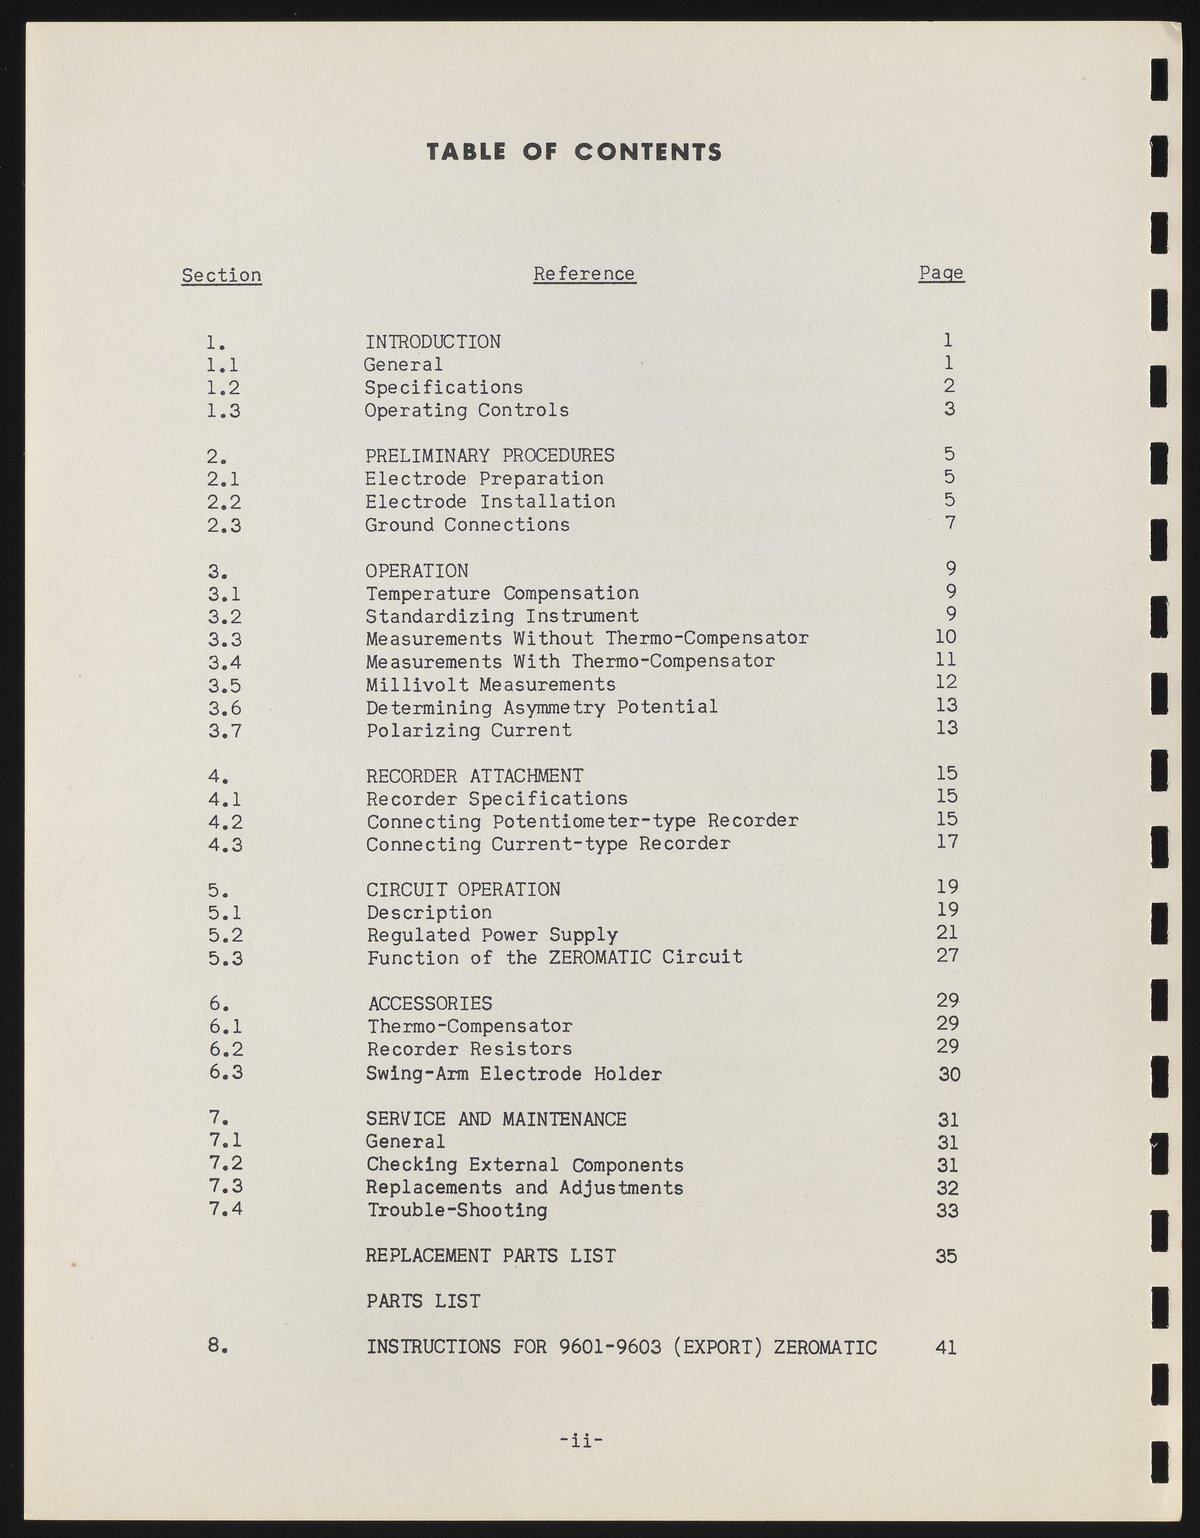 TABLE OF CONTENTS
Section Reference Page
1. INTRODUCTION 1
1.1 General 1
1.2 Specifications 2
1.3 Operating Controls 3
2. PRELIMINARY PROCEDURES 5
2.1 Electrode Preparation 5
2.2 Electrode Installation 5
2.3 Ground Connections 7
3. OPERATION 9
3.1 Temperature Compensation 9
3.2 Standardizing Instrument 9
3.3 Measurements Without Thermo-Compensator 10
3.4 Measurements With Thermo-Compensator 11
3.5 Millivolt Measurements 12
3.6 Determining Asymmetry Potential 13
3.7 Polarizing Current 13
4. RECORDER ATTACHMENT 15
4.1 Recorder Specifications 15
4.2 Connecting Potentiometer-type Recorder 15
4.3 Connecting Current-type Recorder 17
5. CIRCUIT OPERATION 19
5.1 Description 19
5.2 Regulated Power Supply 21
5.3 Function of the ZEROMATIC Circuit 27
6. ACCESSORIES 29
6.1 Thermo-Compensator 29
6.2 Recorder Resistors 29
6.3 Swing-Arm Electrode Holder 30
7. SERVICE AND MAINTENANCE 31
7.1 General 31
7.2 Checking External Components 31
7.3 Replacements and Adjustments 32
7.4 Trouble-Shooting 33
REPLACEMENT PARTS LIST 35
PARTS LIST
8. INSTRUCTIONS FOR 9601-9603 (EXPORT) ZEROMATIC 41
-ii-